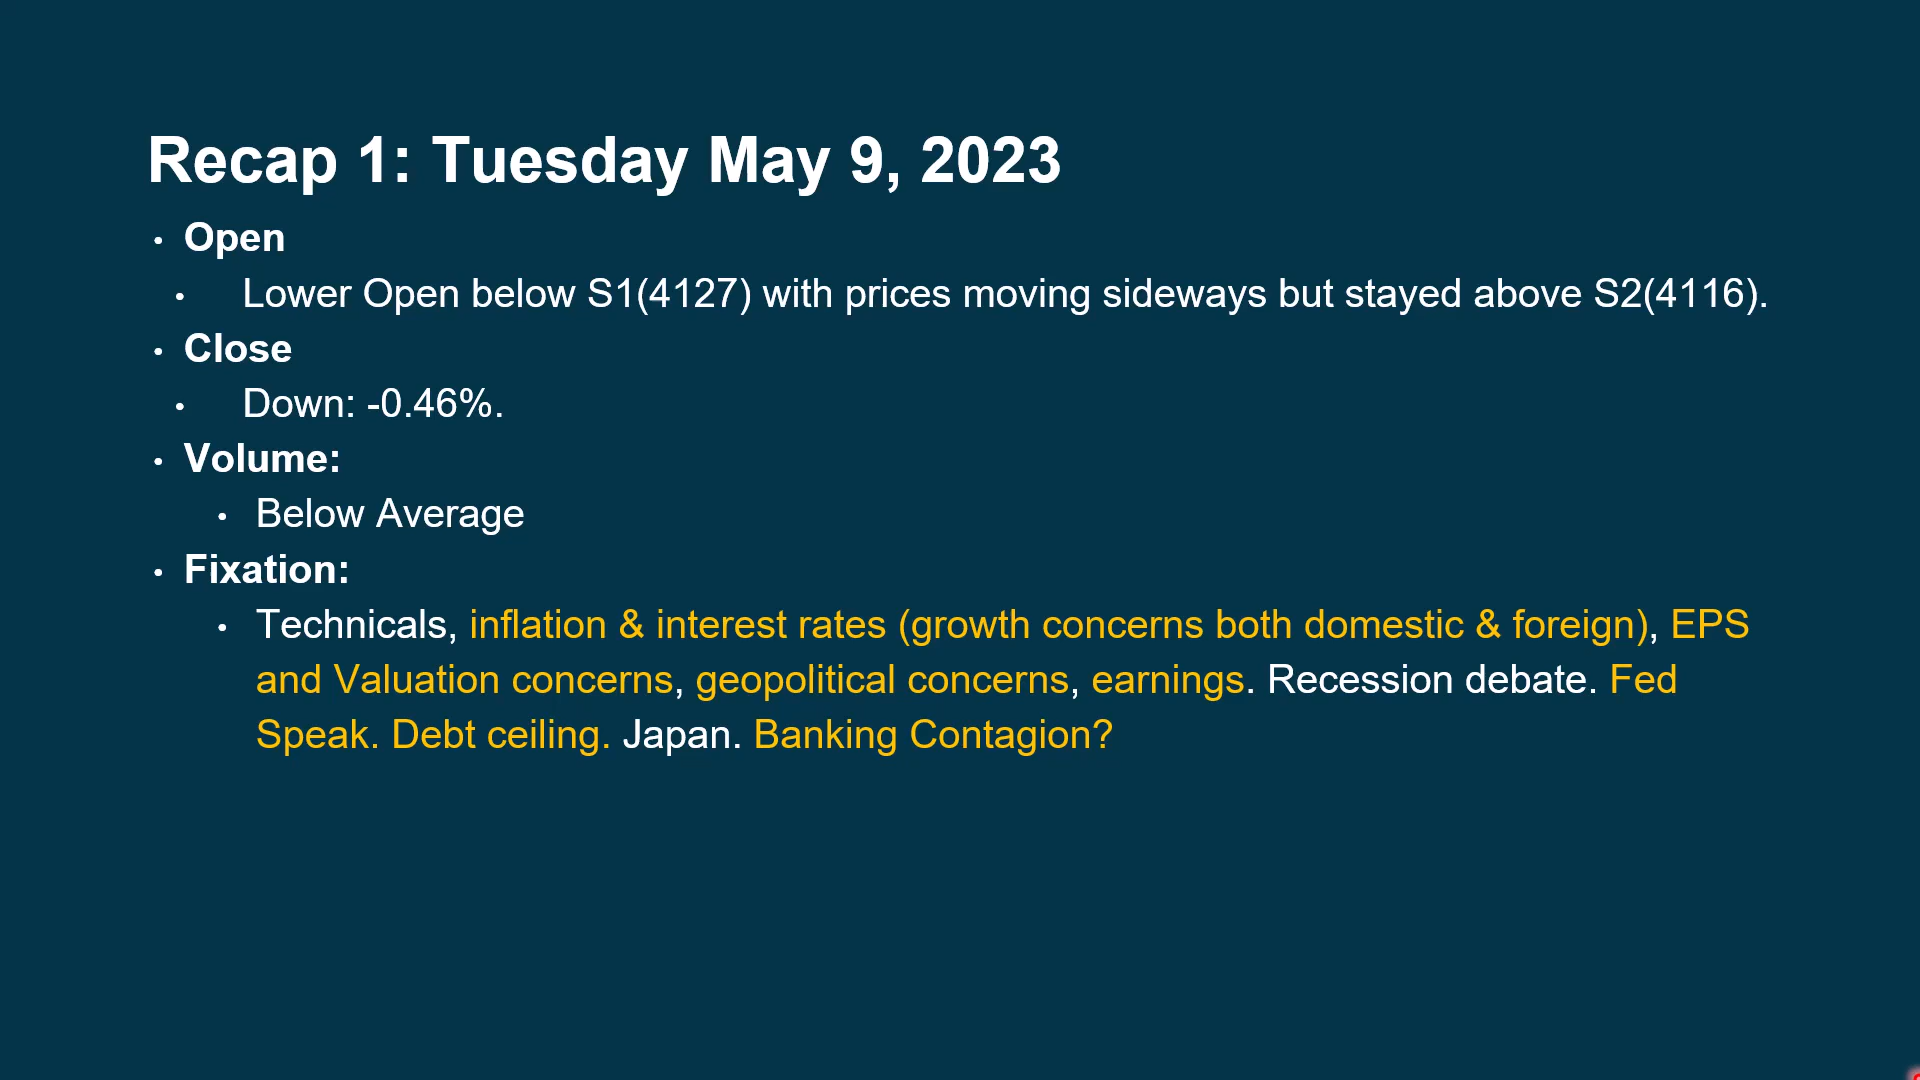 Recap 1: Tuesday May 9, 2023
• Open
• Lower Open below S1(4127) with prices moving sideways but stayed above S2(4116).
• Close
• Down: -0.46%.
• Volume:
• Below Average
• Fixation:
• Technicals, inflation & interest rates (growth concerns both domestic & foreign), EPS
and Valuation concerns, geopolitical concerns, earnings. Recession debate. Fed
Speak. Debt ceiling. Japan. Banking Contagion?